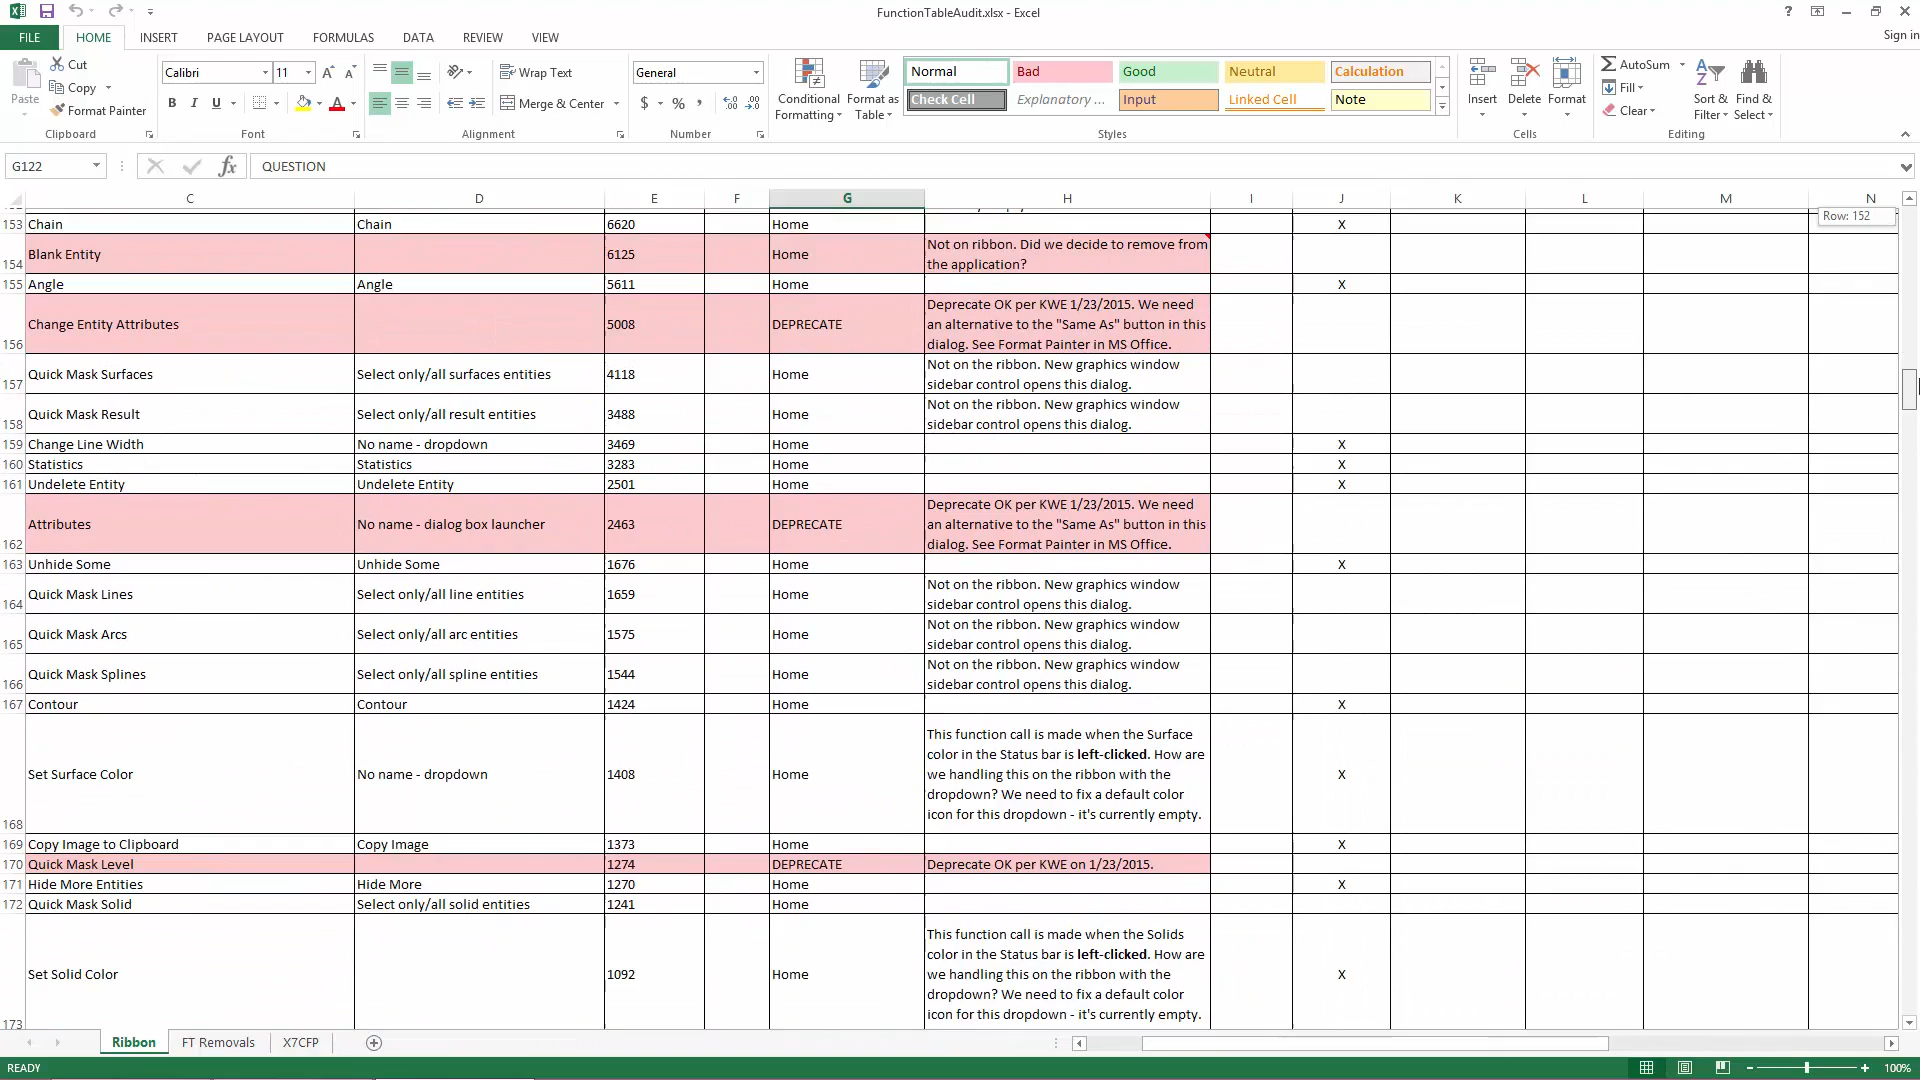 FunctionTableAudit.xlsx - Excel
FILE HOME INSERT PAGE LAYOUT FORMULAS DATA REVIEW VIEW Sign in
Paste
Cut
Copy
Format Painter
Clipboard
Calibri 11
B I U
Font
Wrap Text
Merge & Center
Alignment
General
$ % ,
Number
Conditional Formatting
Format as Table
Normal Bad Good Neutral Calculation
Check Cell Explanatory ... Input Linked Cell Note
Styles
Insert Delete Format
Cells
AutoSum
Fill
Clear
Sort & Filter
Find & Select
Editing
G122 fx QUESTION
C D E F G H I J K L M N
Row: 152
153 Chain Chain 6620 Home X
154 Blank Entity 6125 Home Not on ribbon. Did we decide to remove from
the application?
155 Angle Angle 5611 Home X
156 Change Entity Attributes 5008 DEPRECATE Deprecate OK per KWE 1/23/2015. We need
an alternative to the "Same As" button in this
dialog. See Format Painter in MS Office.
157 Quick Mask Surfaces Select only/all surfaces entities 4118 Home Not on the ribbon. New graphics window
sidebar control opens this dialog.
158 Quick Mask Result Select only/all result entities 3488 Home Not on the ribbon. New graphics window
sidebar control opens this dialog.
159 Change Line Width No name - dropdown 3469 Home X
160 Statistics Statistics 3283 Home X
161 Undelete Entity Undelete Entity 2501 Home X
162 Attributes No name - dialog box launcher 2463 DEPRECATE Deprecate OK per KWE 1/23/2015. We need
an alternative to the "Same As" button in this
dialog. See Format Painter in MS Office.
163 Unhide Some Unhide Some 1676 Home X
164 Quick Mask Lines Select only/all line entities 1659 Home Not on the ribbon. New graphics window
sidebar control opens this dialog.
165 Quick Mask Arcs Select only/all arc entities 1575 Home Not on the ribbon. New graphics window
sidebar control opens this dialog.
166 Quick Mask Splines Select only/all spline entities 1544 Home Not on the ribbon. New graphics window
sidebar control opens this dialog.
167 Contour Contour 1424 Home X
168 Set Surface Color No name - dropdown 1408 Home This function call is made when the Surface
color in the Status bar is left-clicked. How are
we handling this on the ribbon with the
dropdown? We need to fix a default color
icon for this dropdown - it's currently empty.
X
169 Copy Image to Clipboard Copy Image 1373 Home X
170 Quick Mask Level 1274 DEPRECATE Deprecate OK per KWE on 1/23/2015.
171 Hide More Entities Hide More 1270 Home X
172 Quick Mask Solid Select only/all solid entities 1241 Home
173 Set Solid Color 1092 Home This function call is made when the Solids
color in the Status bar is left-clicked. How are
we handling this on the ribbon with the
dropdown? We need to fix a default color
icon for this dropdown - it's currently empty.
X
Ribbon FT Removals X7CFP
READY 100%